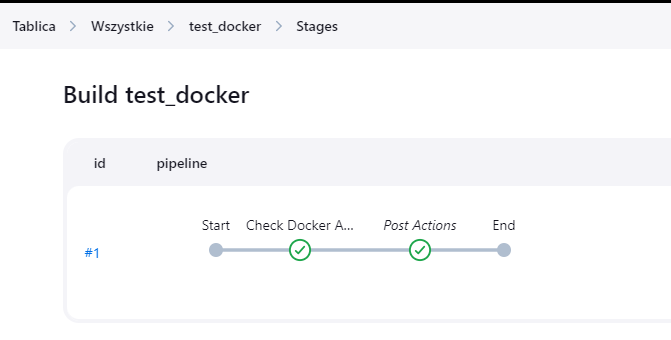 Tablica > Wszystkie > test_docker > Stages
Build test_docker
id pipeline
Start Check Docker A... Post Actions End
#1